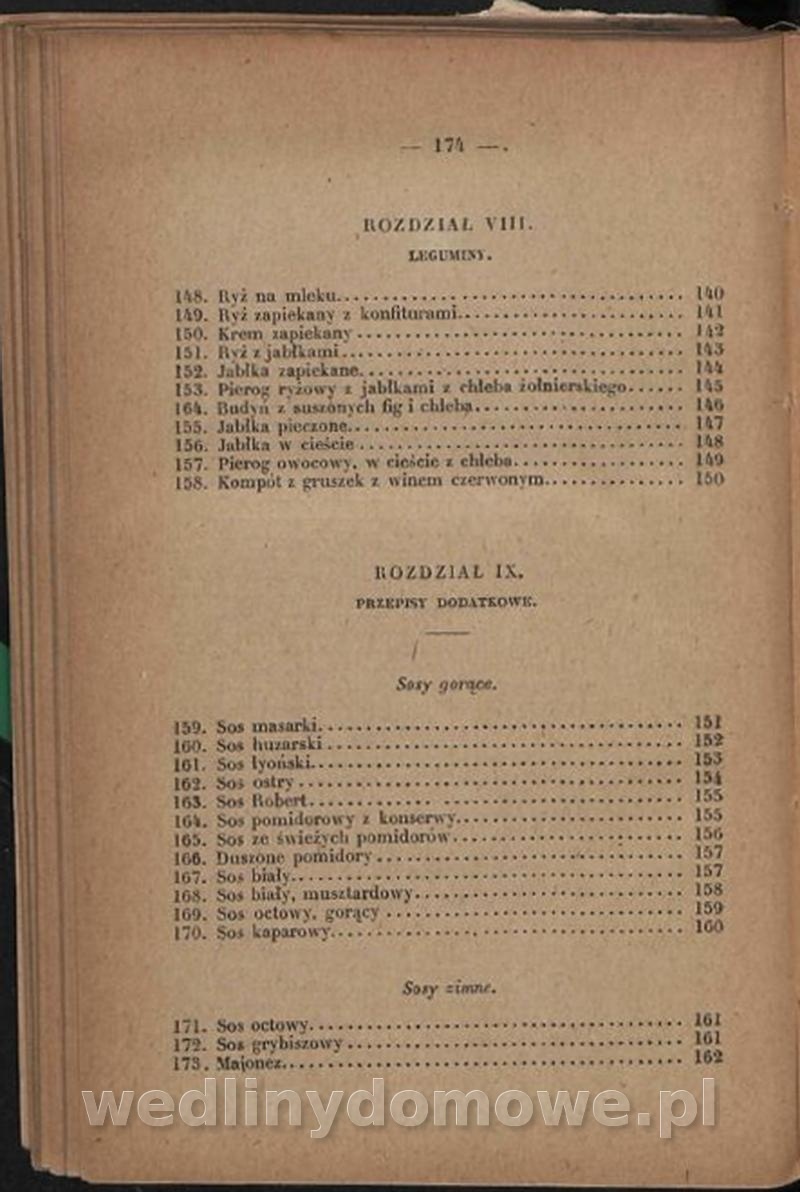 — 174 —.
ROZDZIAŁ VIII.
LEGUMINY.
148. Ryż na mleku........ 140
149. Ryż zapiekany z konfiturami........ 141
150. Krem zapiekany........ 142
151. Ryż z jabłkami........ 143
152. Jabłka zapiekane........ 144
153. Pierog ryżowy z jabłkami z chleba żołnierskiego...... 145
164. Budyń z suszonych fig i chleba........ 146
155. Jabłka pieczone........ 147
156. Jabłka w cieście........ 148
157. Pierog owocowy, w cieście z chleba........ 149
158. Kompot z gruszek z winem czerwonym........ 150
ROZDZIAŁ IX.
PRZEPISY DODATKOWE.
Sosy gorące.
159. Sos masarki........ 151
160. Sos huzarski........ 152
161. Sos lyoński........ 153
162. Sos ostry........ 154
163. Sos Robert........ 155
164. Sos pomidorowy z konserwy........ 155
165. Sos ze świeżych pomidorów........ 156
166. Duszone pomidory........ 157
167. Sos biały........ 157
168. Sos biały, musztardowy........ 158
169. Sos octowy, gorący........ 159
170. Sos kaparowy........ 160
Sosy zimne.
171. Sos octowy........ 161
172. Sos grybiszowy........ 161
173. Majonez........ 162
wedlinydomowe.pl